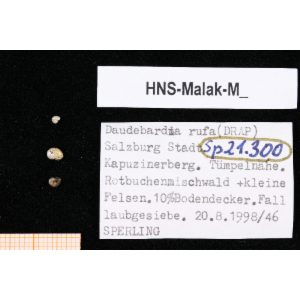 HNS-Malak-M_
Daudebardia rufa(DRAP)
Salzburg Stadt Sp21.300
Kapuzinerberg. Tümpelnähe.
Rotbuchenmischwald +kleine
Felsen.10%Bodendecker.Fall
laubgesiebe. 20.8.1998/46
SPERLING